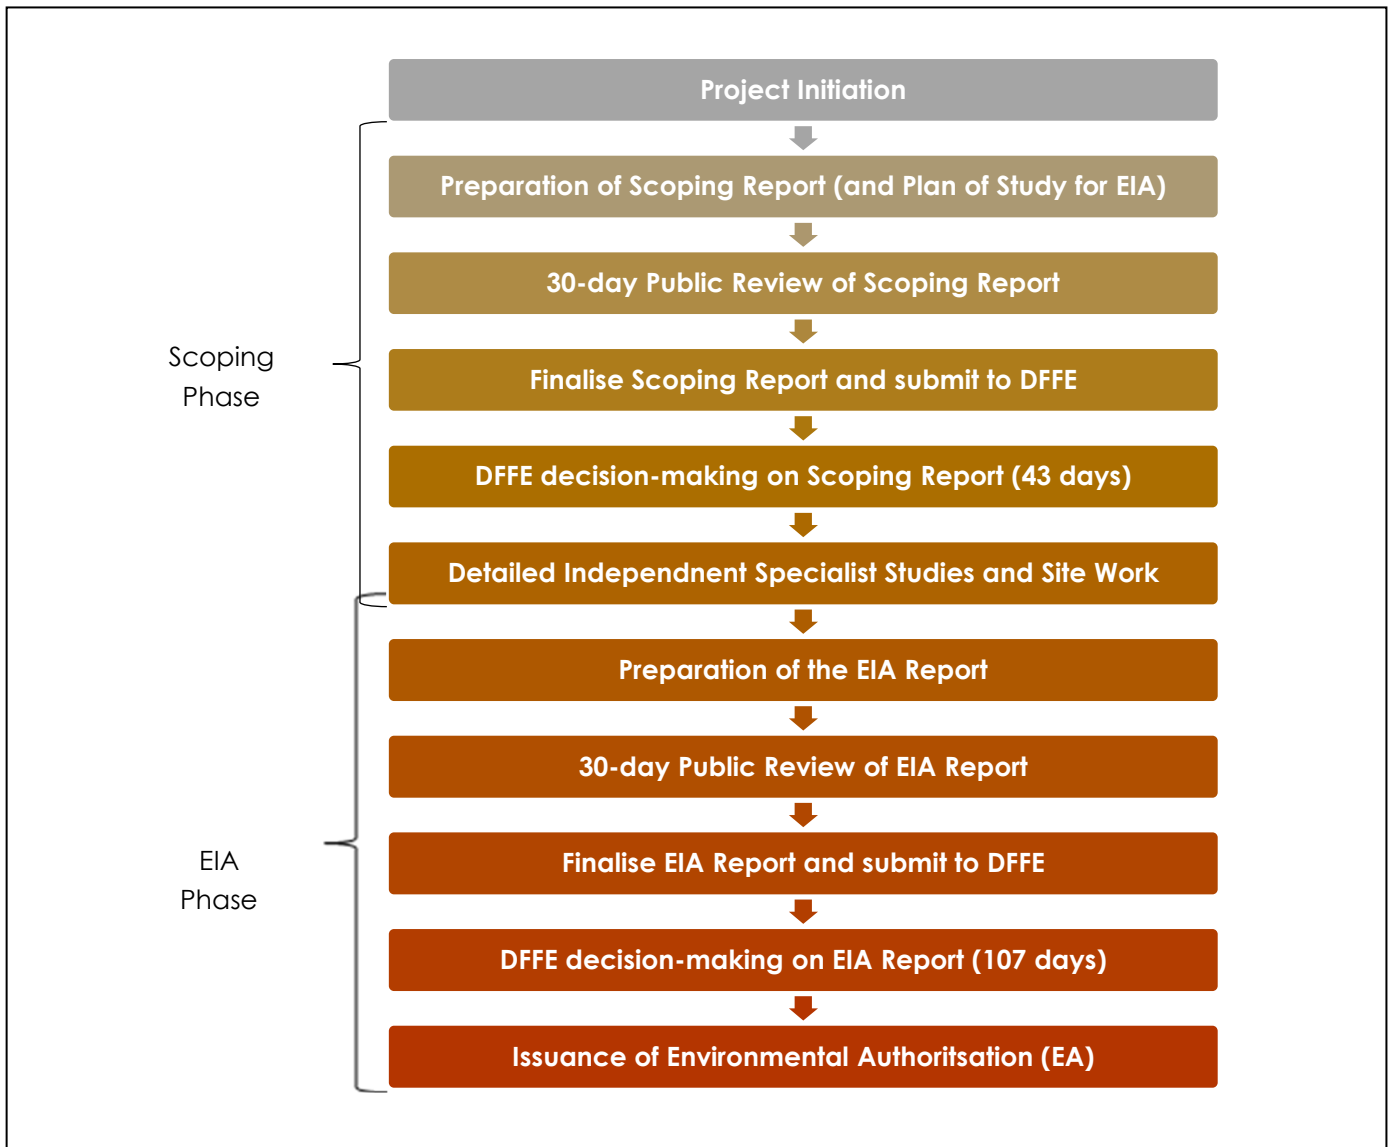 Project Initiation
Preparation of Scoping Report (and Plan of Study for EIA)
30-day Public Review of Scoping Report
Scoping
Phase
Finalise Scoping Report and submit to DFFE
DFFE decision-making on Scoping Report (43 days)
Detailed Independnent Specialist Studies and Site Work
Preparation of the EIA Report
30-day Public Review of EIA Report
EIA
Phase
Finalise EIA Report and submit to DFFE
DFFE decision-making on EIA Report (107 days)
Issuance of Environmental Authoritsation (EA)